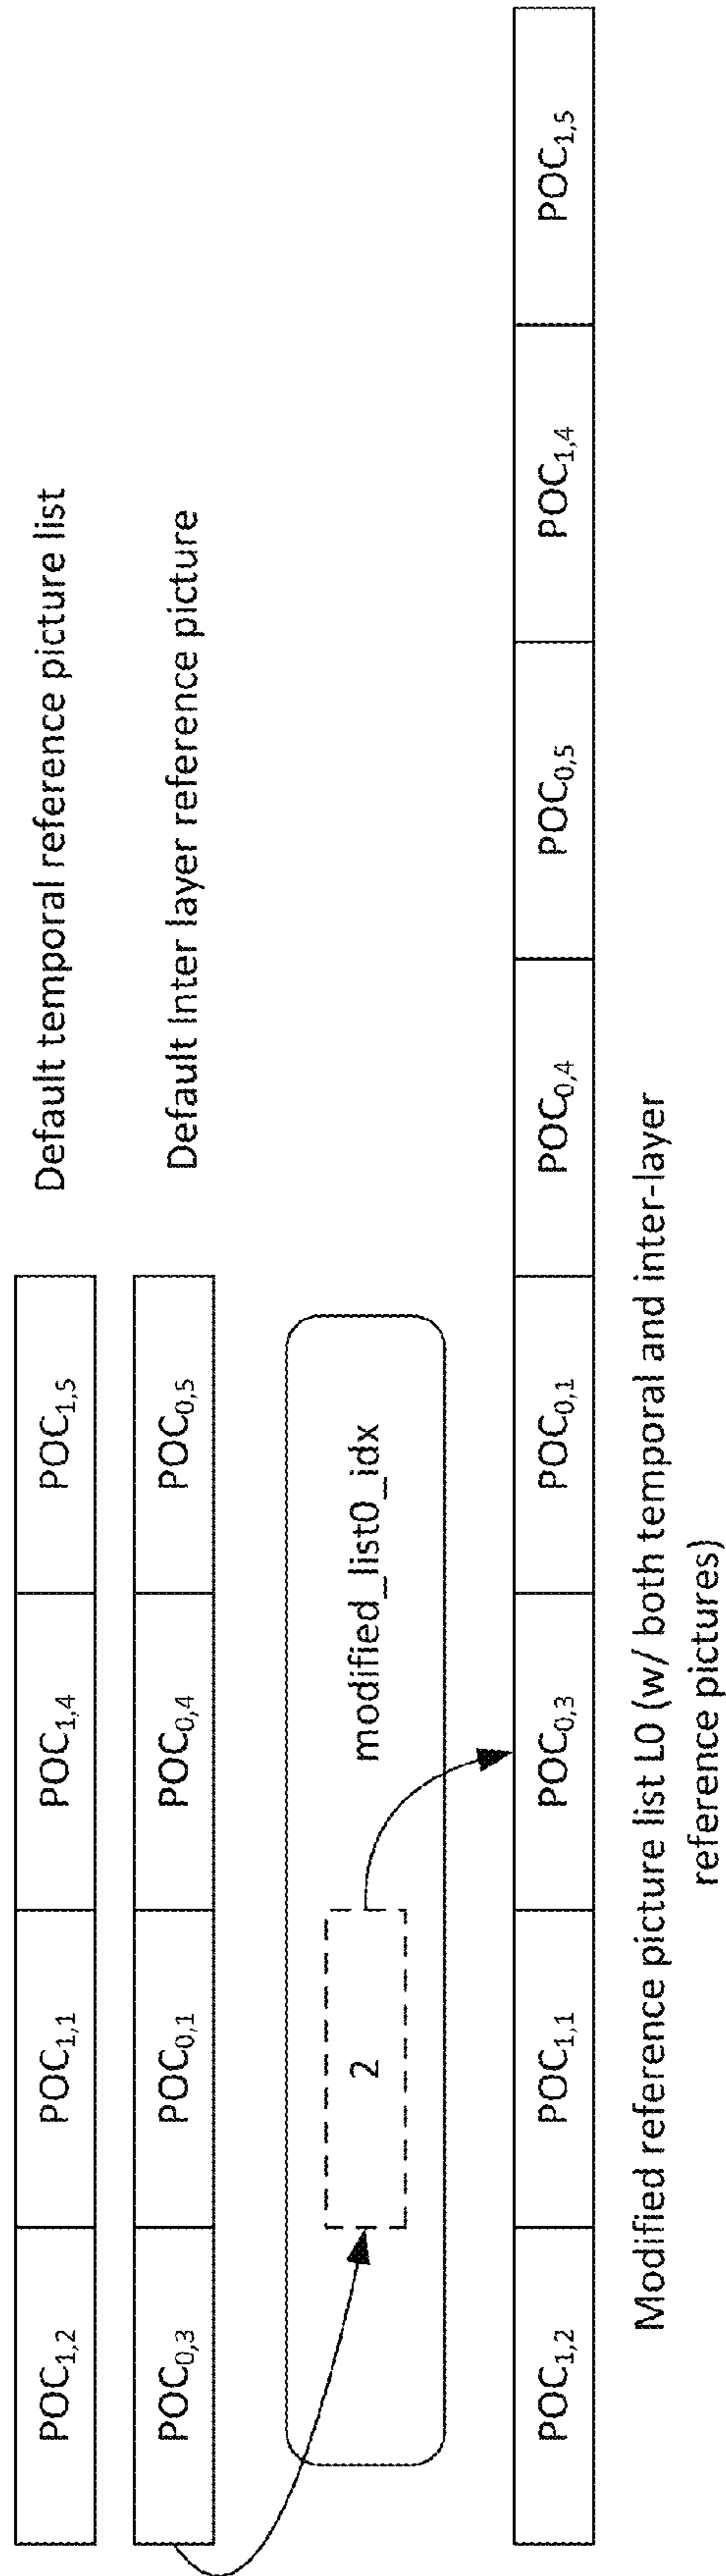 POC1,2 POC1,1 POC1,4 POC1,5 Default temporal reference picture list
POC0,3 POC0,1 POC0,4 POC0,5 Default Inter layer reference picture
2 modified_list0_idx
POC1,2 POC1,1 POC0,3 POC0,1 POC0,4 POC0,5 POC1,4 POC1,5
Modified reference picture list L0 (w/ both temporal and inter-layer
reference pictures)